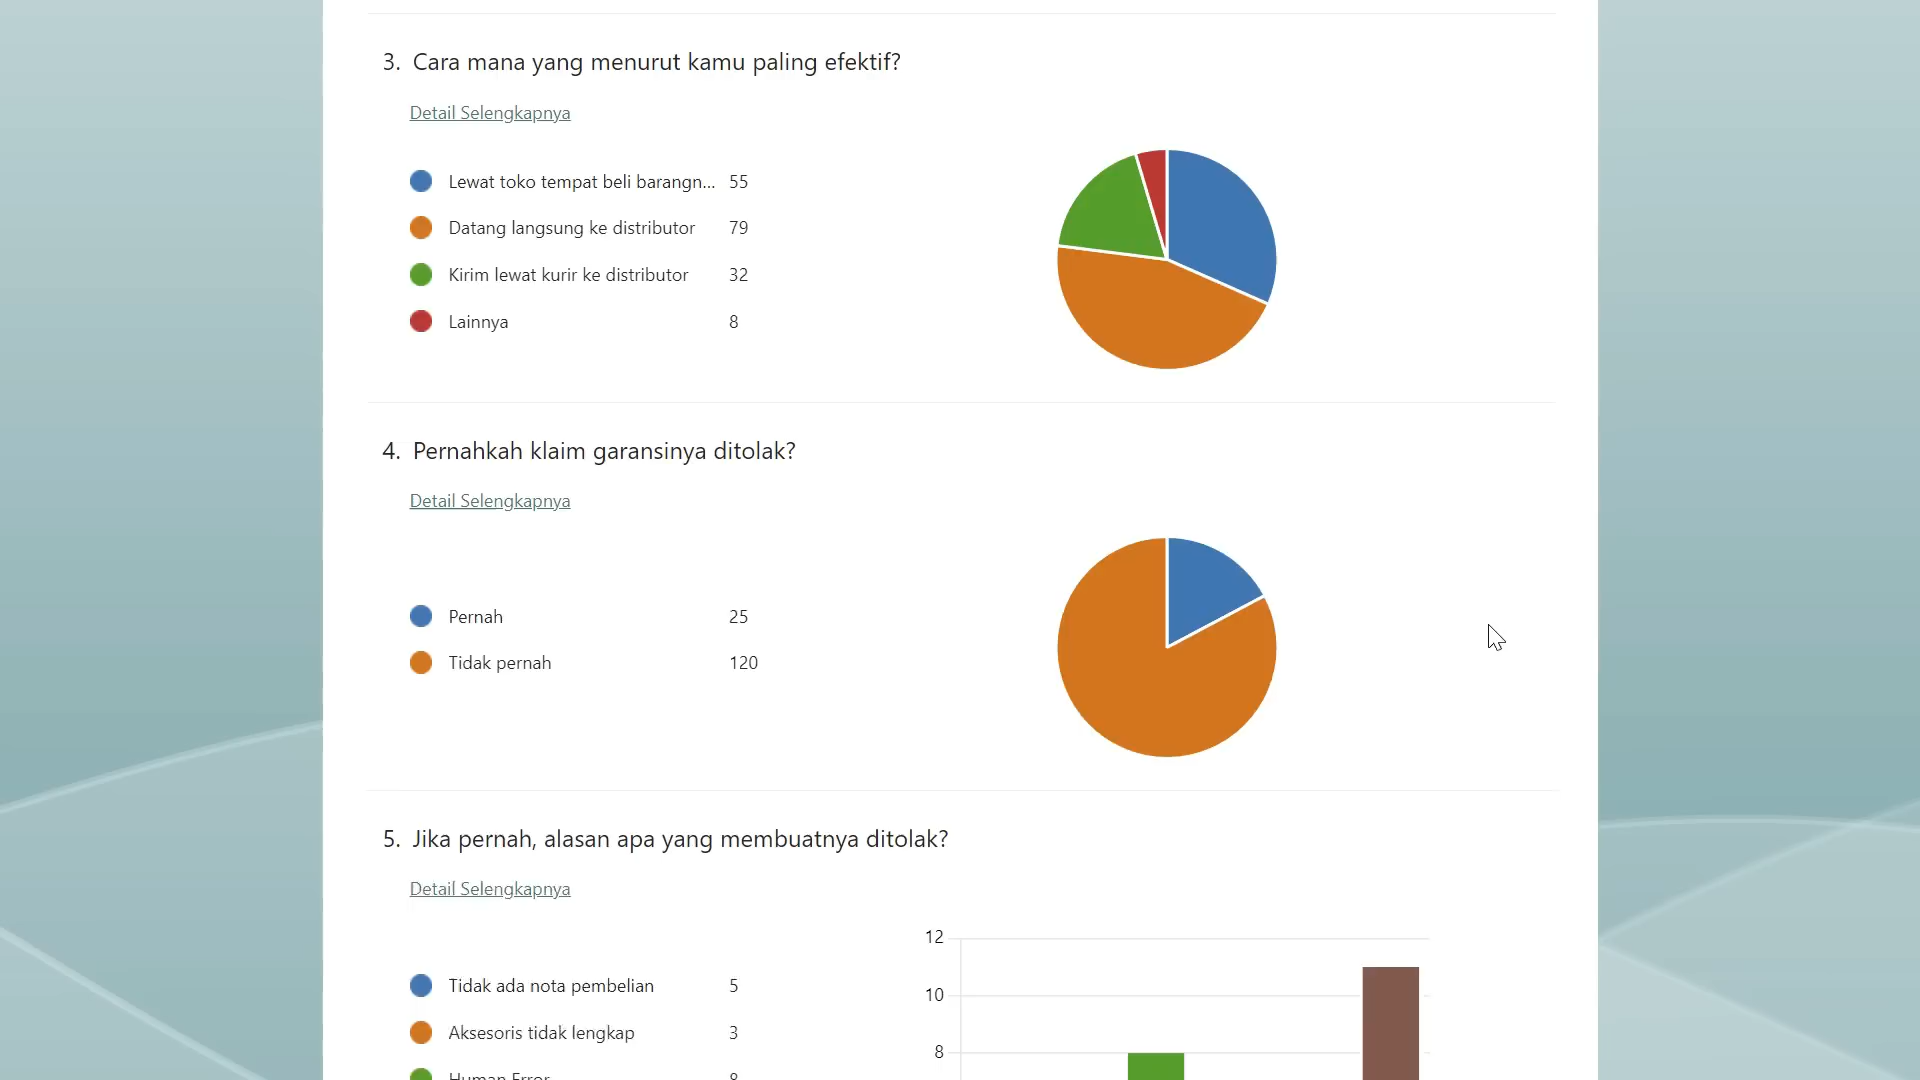 3. Cara mana yang menurut kamu paling efektif?
Detail Selengkapnya
Lewat toko tempat beli barangn... 55
Datang langsung ke distributor 79
Kirim lewat kurir ke distributor 32
Lainnya 8
4. Pernahkah klaim garansinya ditolak?
Detail Selengkapnya
Pernah 25
Tidak pernah 120
5. Jika pernah, alasan apa yang membuatnya ditolak?
Detail Selengkapnya
12
Tidak ada nota pembelian 5
10
Aksesoris tidak lengkap 3
8
Human Error 8